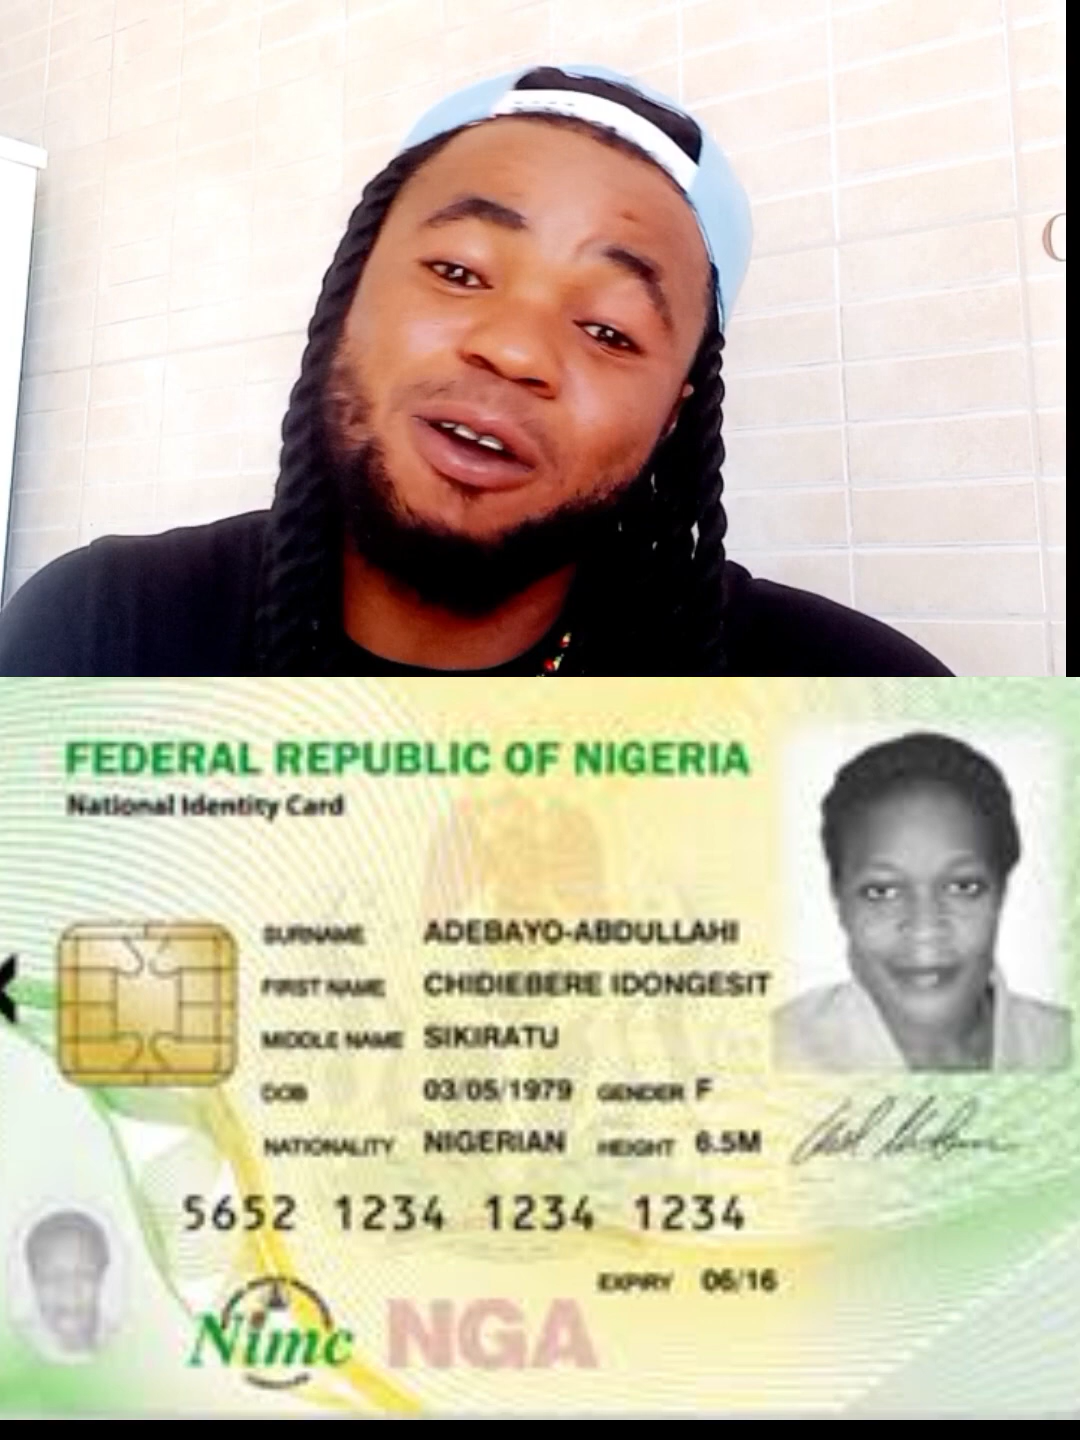 C
FEDERAL REPUBLIC OF NIGERIA
National Identity Card
SURNAME ADEBAYO-ABDULLAHI
FIRST NAME CHIDIEBERE IDONGESIT
MIDDLE NAME SIKIRATU
DOB 03/05/1979 GENDER F
NATIONALITY NIGERIAN HEIGHT 6.5M
5652 1234 1234 1234
EXPIRY 06/16
Nimc NGA